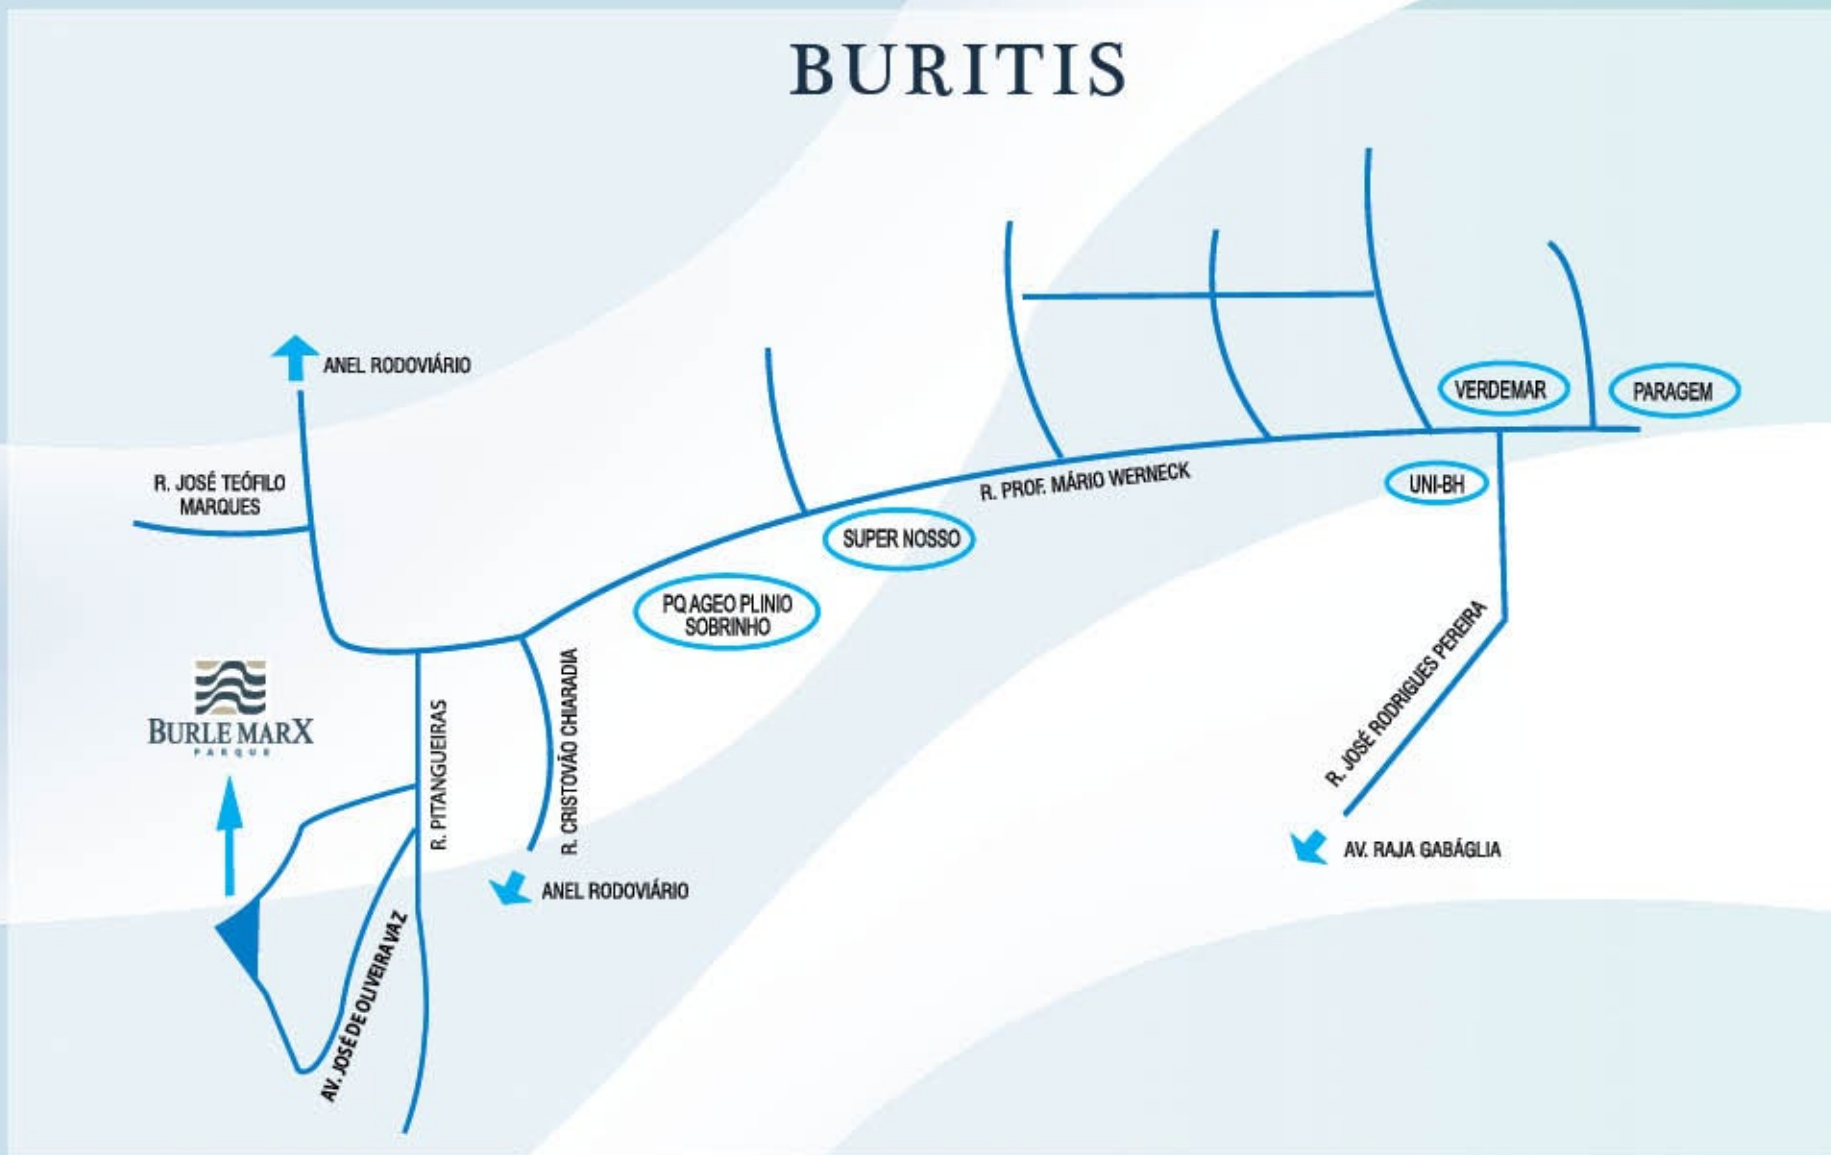 BURITIS
ANEL RODOVIÁRIO
VERDEMAR
PARAGEM
R. JOSÉ TEÓFILO
MARQUES
R. PROF. MÁRIO WERNECK
UNI-BH
SUPER NOSSO
PQ AGEO PLINIO
SOBRINHO
BURLE MARX
PARQUE
R. PITANGUEIRAS
R. CRISTOVÃO CHIARADIA
R. JOSÉ RODRIGUES PEREIRA
AV. RAJA GABÁGLIA
ANEL RODOVIÁRIO
AV. JOSÉ DE OLIVEIRA VAZ